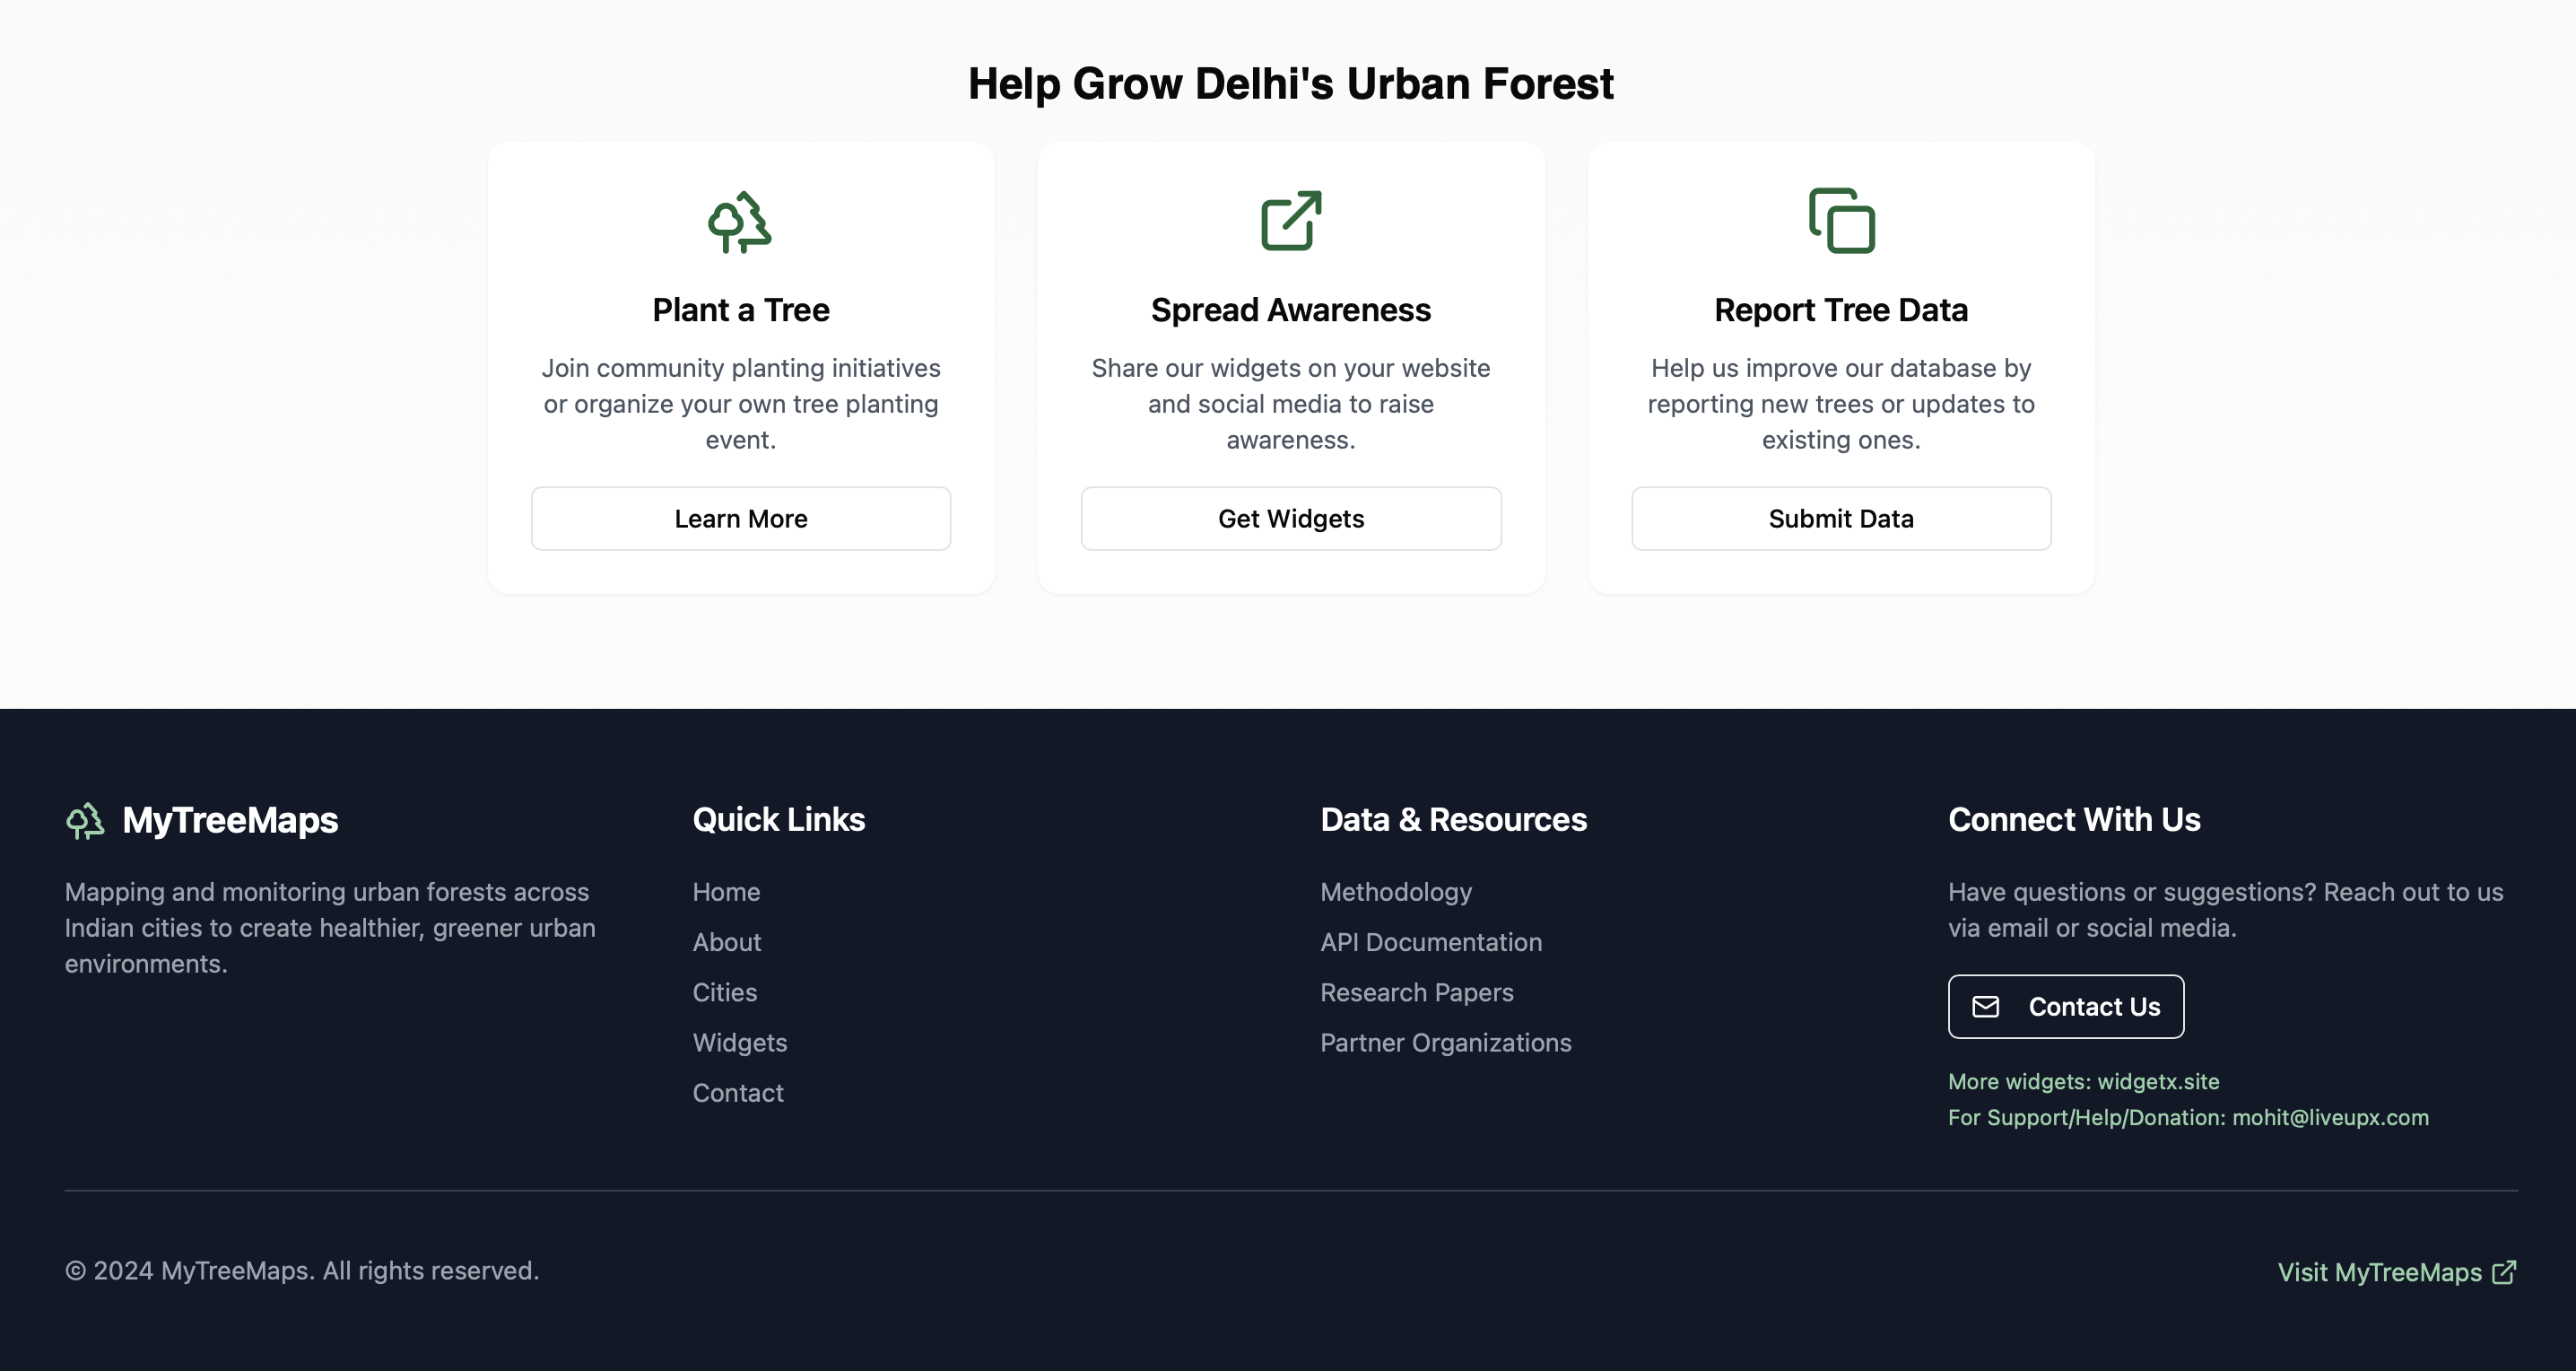 Help Grow Delhi's Urban Forest
Plant a Tree
Join community planting initiatives
or organize your own tree planting
event.
Learn More
Spread Awareness
Share our widgets on your website
and social media to raise
awareness.
Get Widgets
Report Tree Data
Help us improve our database by
reporting new trees or updates to
existing ones.
Submit Data
MyTreeMaps
Mapping and monitoring urban forests across
Indian cities to create healthier, greener urban
environments.
Quick Links
Home
About
Cities
Widgets
Contact
Data & Resources
Methodology
API Documentation
Research Papers
Partner Organizations
Connect With Us
Have questions or suggestions? Reach out to us
via email or social media.
Contact Us
More widgets: widgetx.site
For Support/Help/Donation: mohit@liveupx.com
© 2024 MyTreeMaps. All rights reserved.
Visit MyTreeMaps